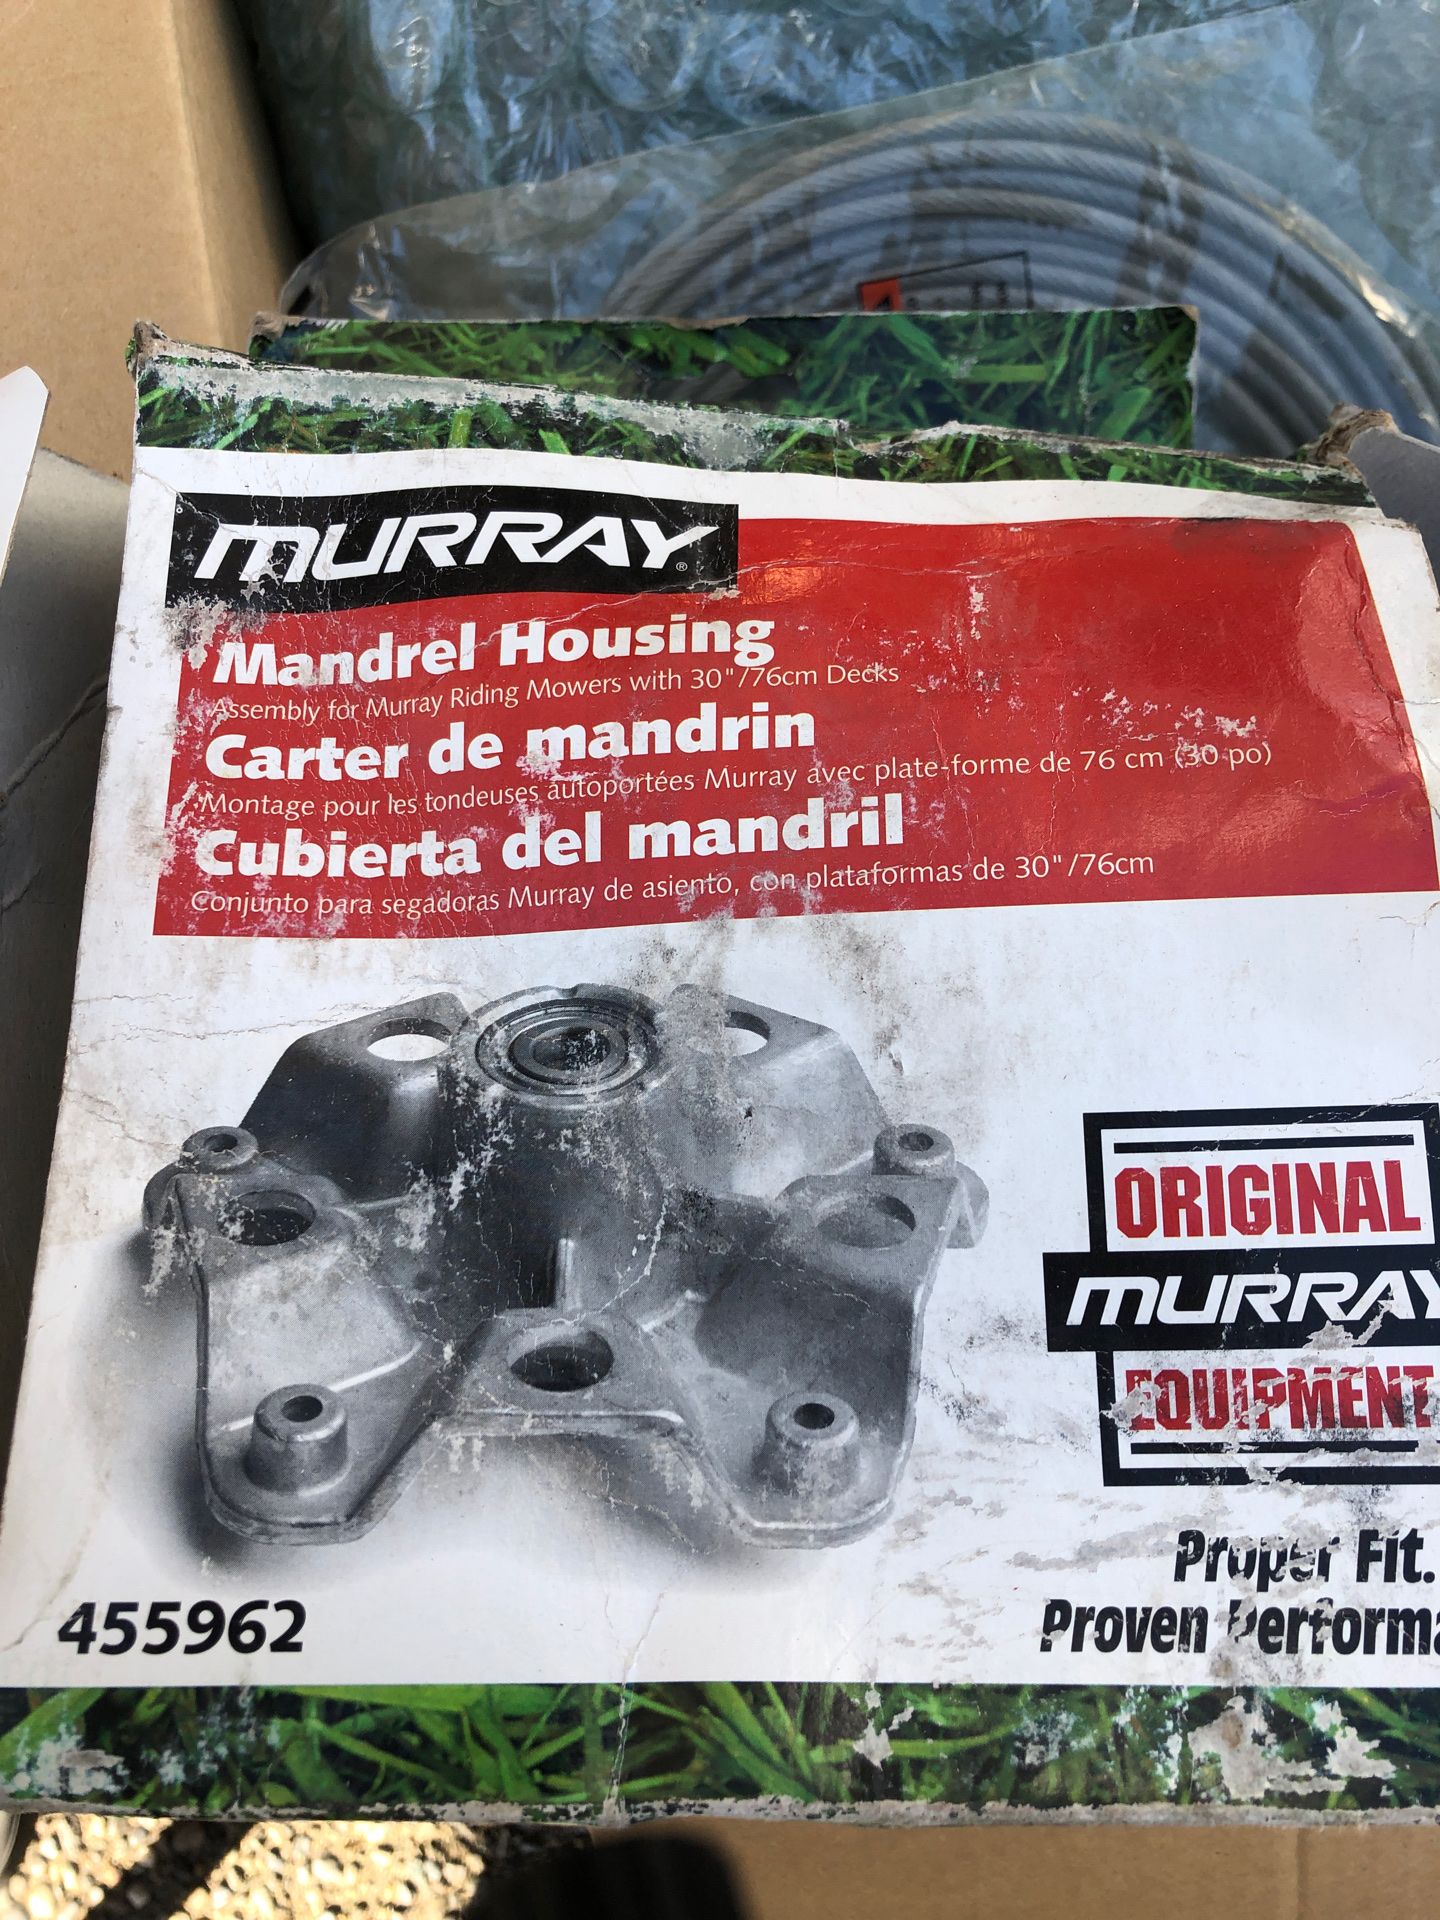 MURRAY®
Mandrel Housing
Assembly for Murray Riding Mowers with 30"/76cm Decks
Carter de mandrin
Montage pour les tondeuses autoportées Murray avec plate-forme de 76 cm (30 po)
Cubierta del mandril
Conjunto para segadoras Murray de asiento, con plataformas de 30"/76cm
ORIGINAL
MURRAY
EQUIPMENT
Proper Fit.
Proven Performa
455962